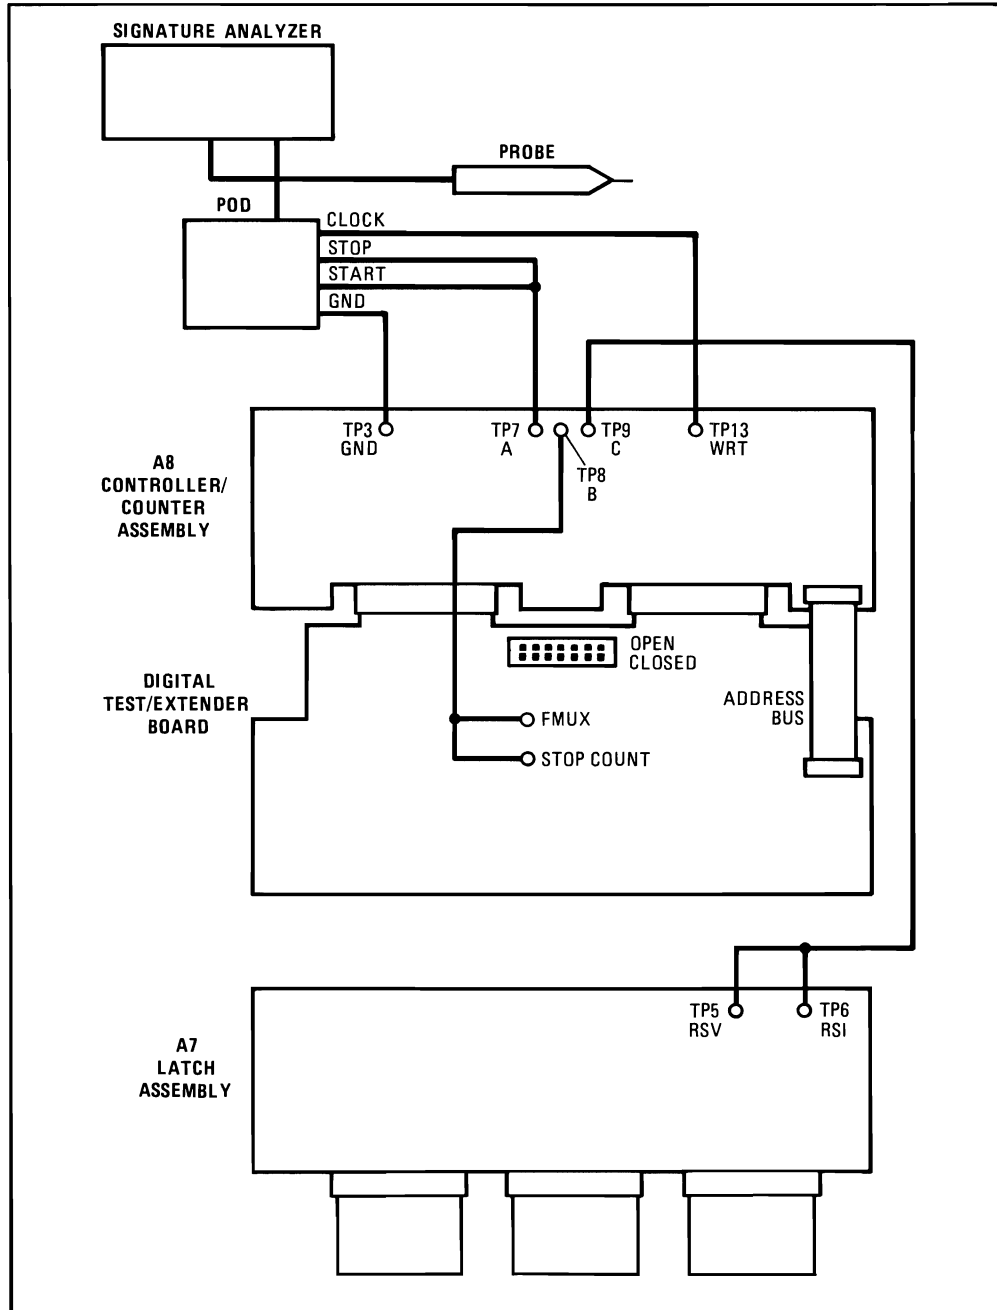 SIGNATURE ANALYZER
PROBE
POD
CLOCK
STOP
START
GND
TP3
GND
TP7
A
TP8
B
TP9
C
TP13
WRT
A8
CONTROLLER/
COUNTER
ASSEMBLY
OPEN
CLOSED
DIGITAL
TEST/EXTENDER
BOARD
ADDRESS
BUS
FMUX
STOP COUNT
TP5
RSV
TP6
RSI
A7
LATCH
ASSEMBLY